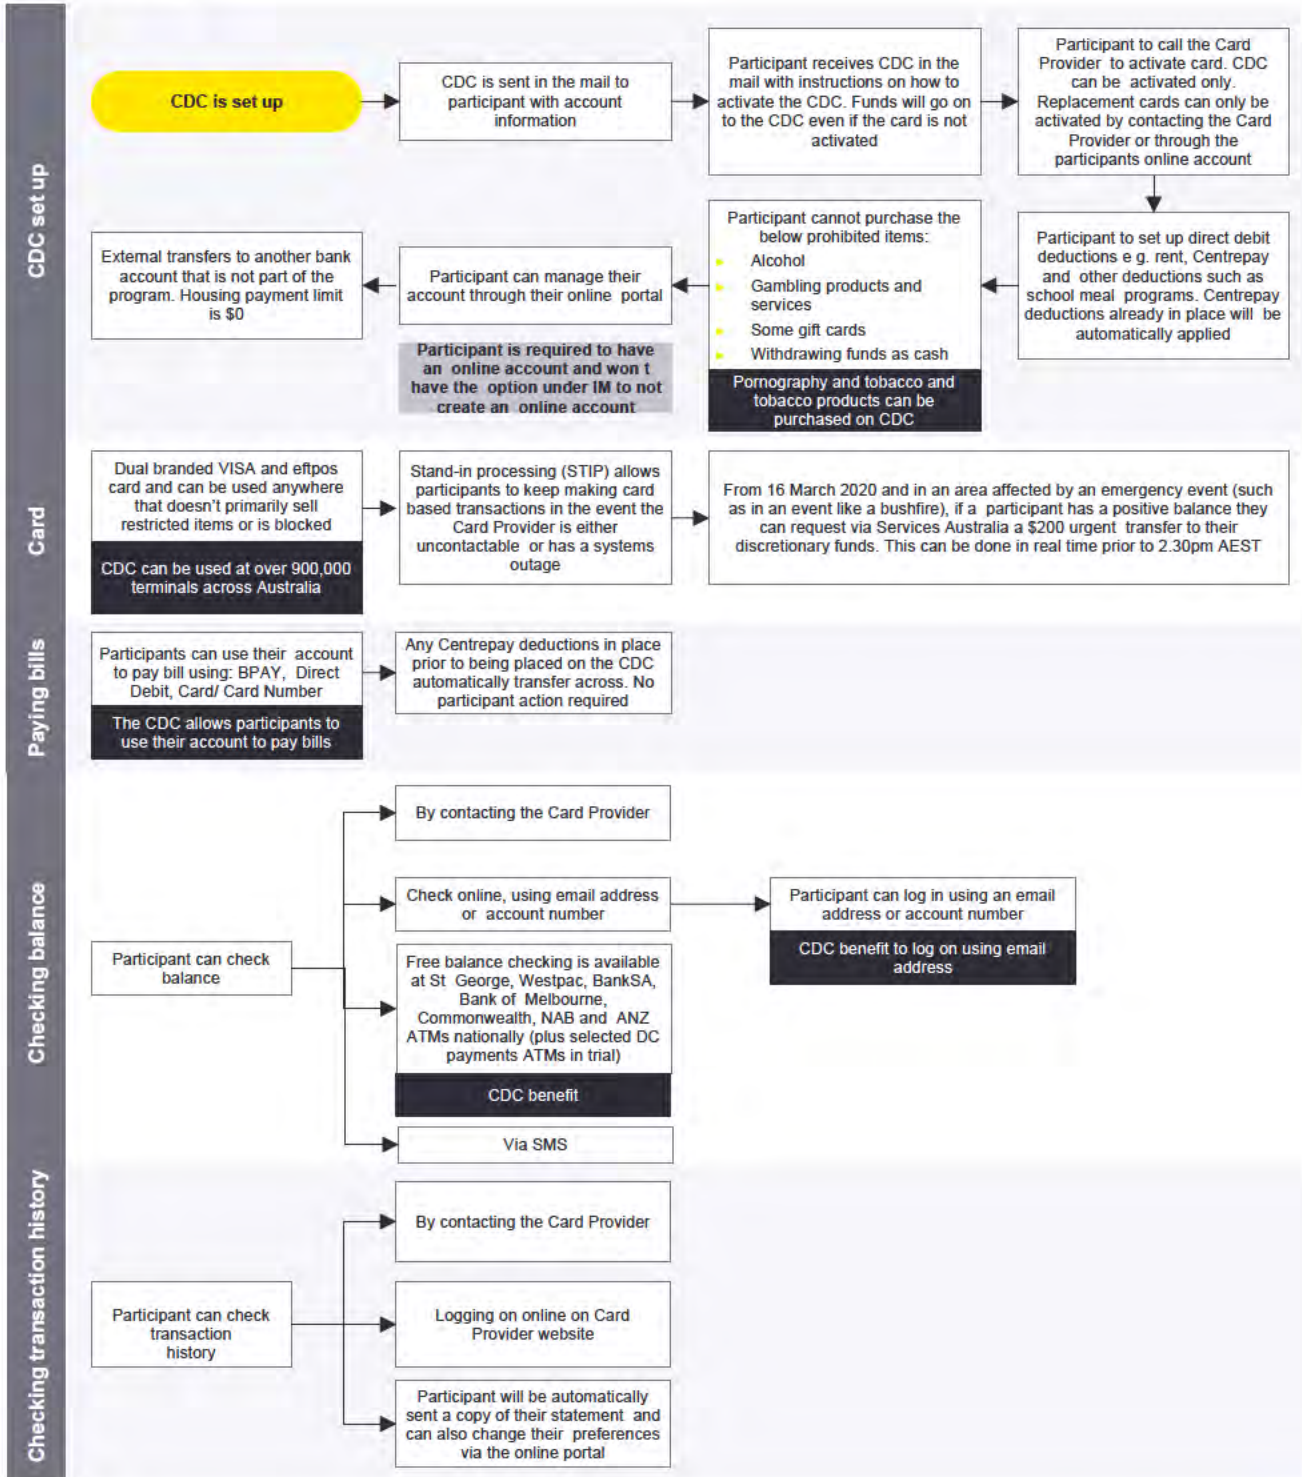 CDC set up
CDC is set up
CDC is sent in the mail to
participant with account
information
Participant receives CDC in the
mail with instructions on how to
activate the CDC. Funds will go on
to the CDC even if the card is not
activated
Participant to call the Card
Provider to activate card. CDC
can be activated only.
Replacement cards can only be
activated by contacting the Card
Provider or through the
participants online account
Participant to set up direct debit
deductions e g. rent, Centrepay
and other deductions such as
school meal programs. Centrepay
deductions already in place will be
automatically applied
Participant cannot purchase the
below prohibited items:
Alcohol
Gambling products and
services
Some gift cards
Withdrawing funds as cash
Pornography and tobacco and
tobacco products can be
purchased on CDC
Participant can manage their
account through their online portal
Participant is required to have
an online account and won t
have the option under IM to not
create an online account
External transfers to another bank
account that is not part of the
program. Housing payment limit
is $0
Card
Dual branded VISA and eftpos
card and can be used anywhere
that doesn't primarily sell
restricted items or is blocked
CDC can be used at over 900,000
terminals across Australia
Stand-in processing (STIP) allows
participants to keep making card
based transactions in the event the
Card Provider is either
uncontactable or has a systems
outage
From 16 March 2020 and in an area affected by an emergency event (such
as in an event like a bushfire), if a participant has a positive balance they
can request via Services Australia a $200 urgent transfer to their
discretionary funds. This can be done in real time prior to 2.30pm AEST
Paying bills
Participants can use their account
to pay bill using: BPAY, Direct
Debit, Card/ Card Number
The CDC allows participants to
use their account to pay bills
Any Centrepay deductions in place
prior to being placed on the CDC
automatically transfer across. No
participant action required
Checking balance
Participant can check
balance
By contacting the Card Provider
Check online, using email address
or account number
Participant can log in using an email
address or account number
CDC benefit to log on using email
address
Free balance checking is available
at St George, Westpac, BankSA,
Bank of Melbourne,
Commonwealth, NAB and ANZ
ATMs nationally (plus selected DC
payments ATMs in trial)
CDC benefit
Via SMS
Checking transaction history
Participant can check
transaction
history
By contacting the Card Provider
Logging on online on Card
Provider website
Participant will be automatically
sent a copy of their statement and
can also change their preferences
via the online portal